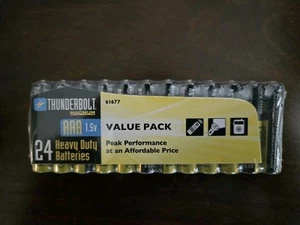 THUNDERBOLT
MAGNUM
61677
AAA 1.5v
VALUE PACK
24 Heavy Duty
Batteries
Peak Performance
at an Affordable Price